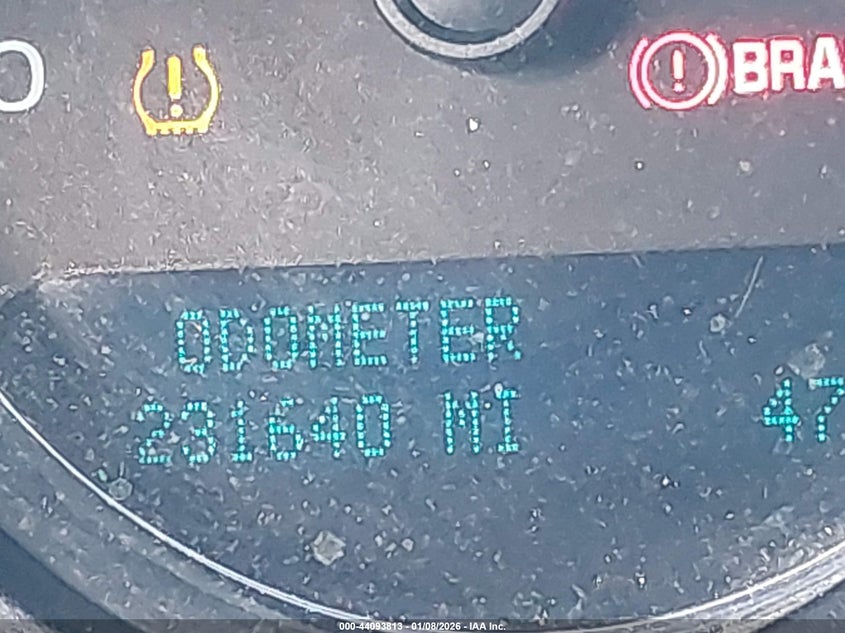 BRA
ODOMETER
231640 MI 47
000-44093813 - 01/08/2026 - IAA Inc.